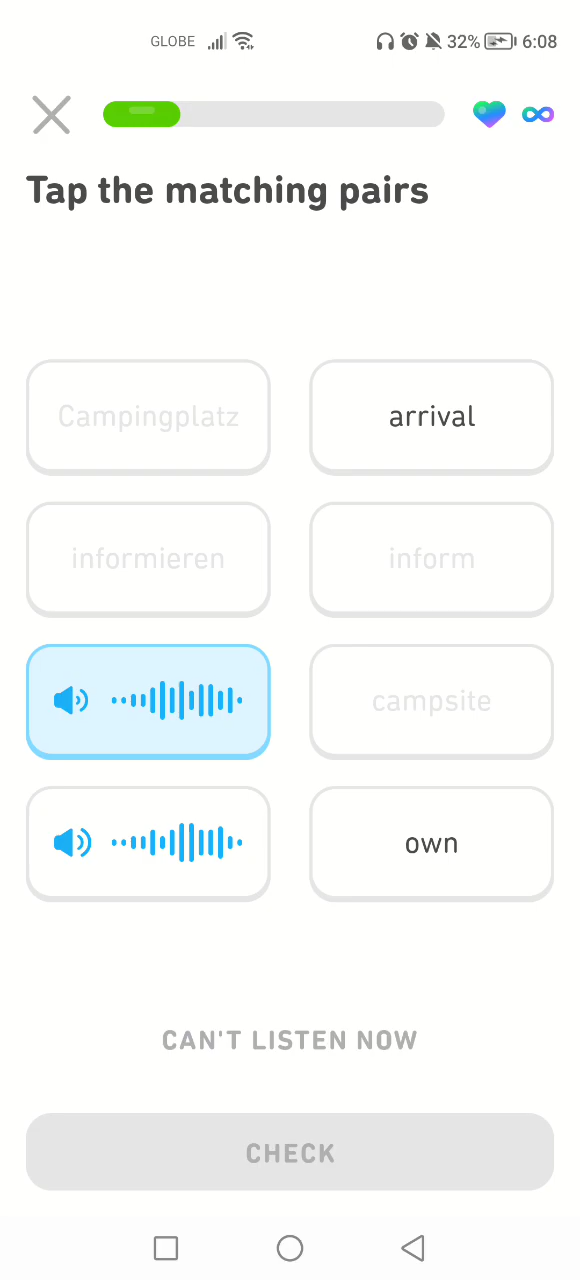 GLOBE 32% 6:08
Tap the matching pairs
Campingplatz arrival
informieren inform
campsite
own
CAN'T LISTEN NOW
CHECK